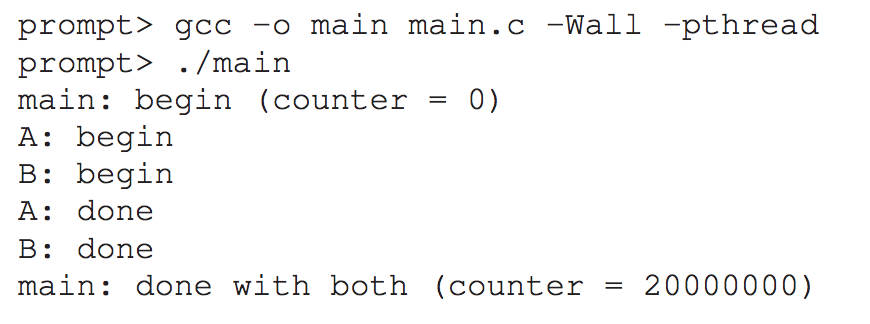 prompt> gcc -o main main.c -Wall -pthread
prompt> ./main
main: begin (counter = 0)
A: begin
B: begin
A: done
B: done
main: done with both (counter = 20000000)